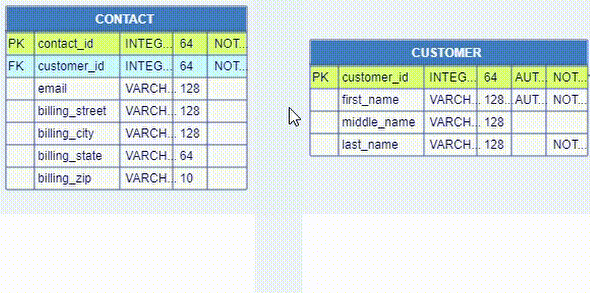 CONTACT
PK contact_id INTEG... 64 NOT...
FK customer_id INTEG... 64 NOT...
email VARCH... 128
billing_street VARCH... 128
billing_city VARCH... 128
billing_state VARCH... 64
billing_zip VARCH... 10
CUSTOMER
PK customer_id INTEG... 64 AUT... NOT...
first_name VARCH... 128... AUT... NOT...
middle_name VARCH... 128
last_name VARCH... 128 NOT...